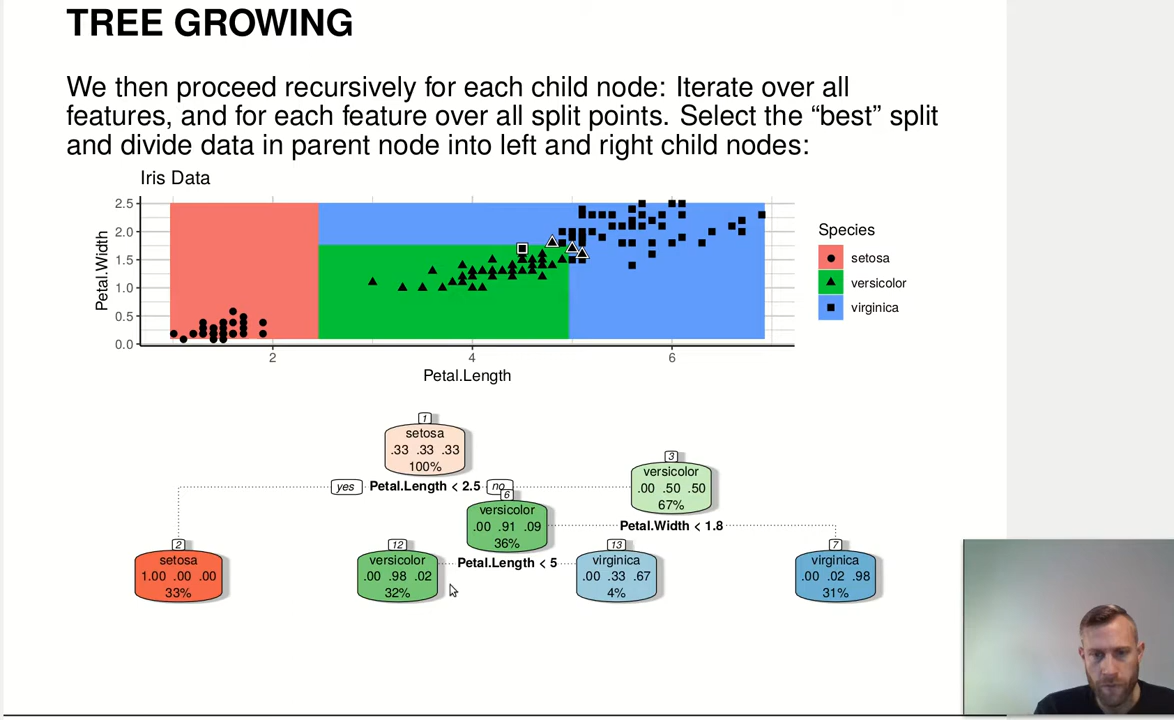 TREE GROWING
We then proceed recursively for each child node: Iterate over all
features, and for each feature over all split points. Select the “best” split
and divide data in parent node into left and right child nodes:
Iris Data
2.5
2.0
1.5
1.0
0.5
0.0
Petal.Width
2 4 6
Petal.Length
Species
setosa
versicolor
virginica
1
setosa
.33 .33 .33
100%
yes Petal.Length < 2.5 no
3
versicolor
.00 .50 .50
67%
Petal.Width < 1.8
6
versicolor
.00 .91 .09
36%
Petal.Length < 5
2
setosa
1.00 .00 .00
33%
12
versicolor
.00 .98 .02
32%
13
virginica
.00 .33 .67
4%
7
virginica
.00 .02 .98
31%